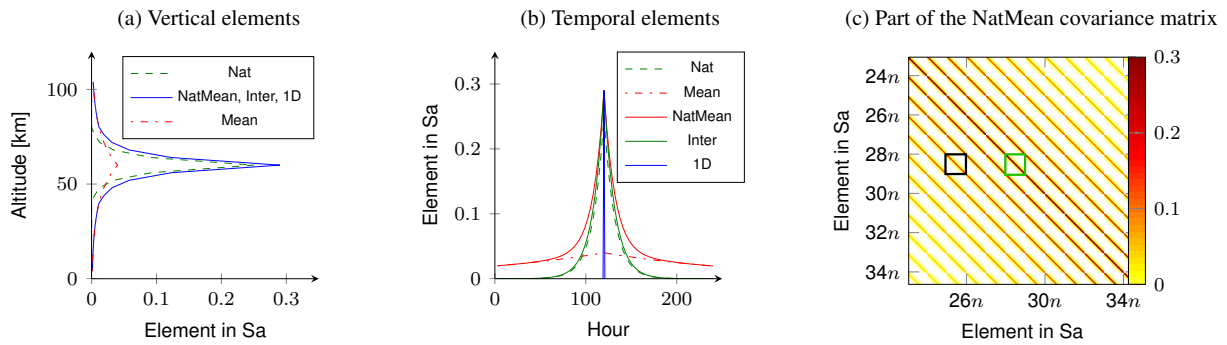 (a) Vertical elements
Nat
NatMean, Inter, 1D
Mean
100
50
0
Altitude [km]
0
0.1
0.2
0.3
Element in Sa
(b) Temporal elements
Nat
Mean
NatMean
Inter
1D
0.3
0.2
0.1
0
Element in Sa
0
100
200
Hour
(c) Part of the NatMean covariance matrix
24n
26n
28n
30n
32n
34n
Element in Sa
26n
30n
34n
Element in Sa
0.3
0.2
0.1
0